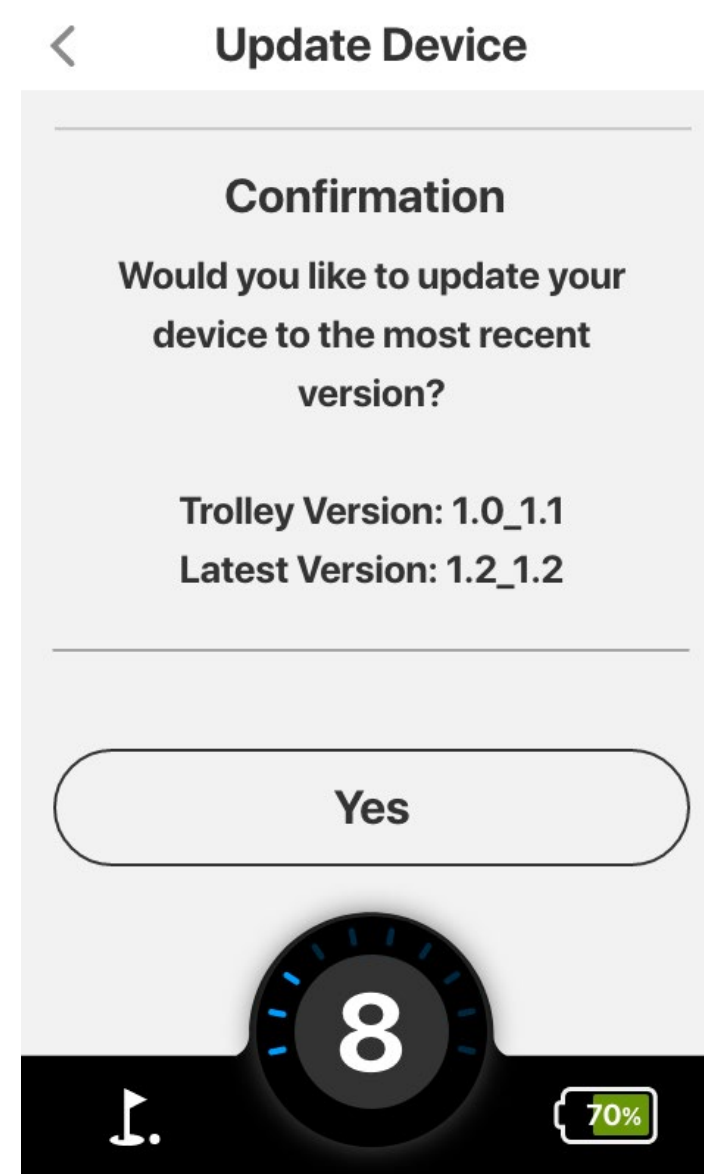 Update Device
Confirmation
Would you like to update your
device to the most recent
version?
Trolley Version: 1.0_1.1
Latest Version: 1.2_1.2
Yes
8
70%